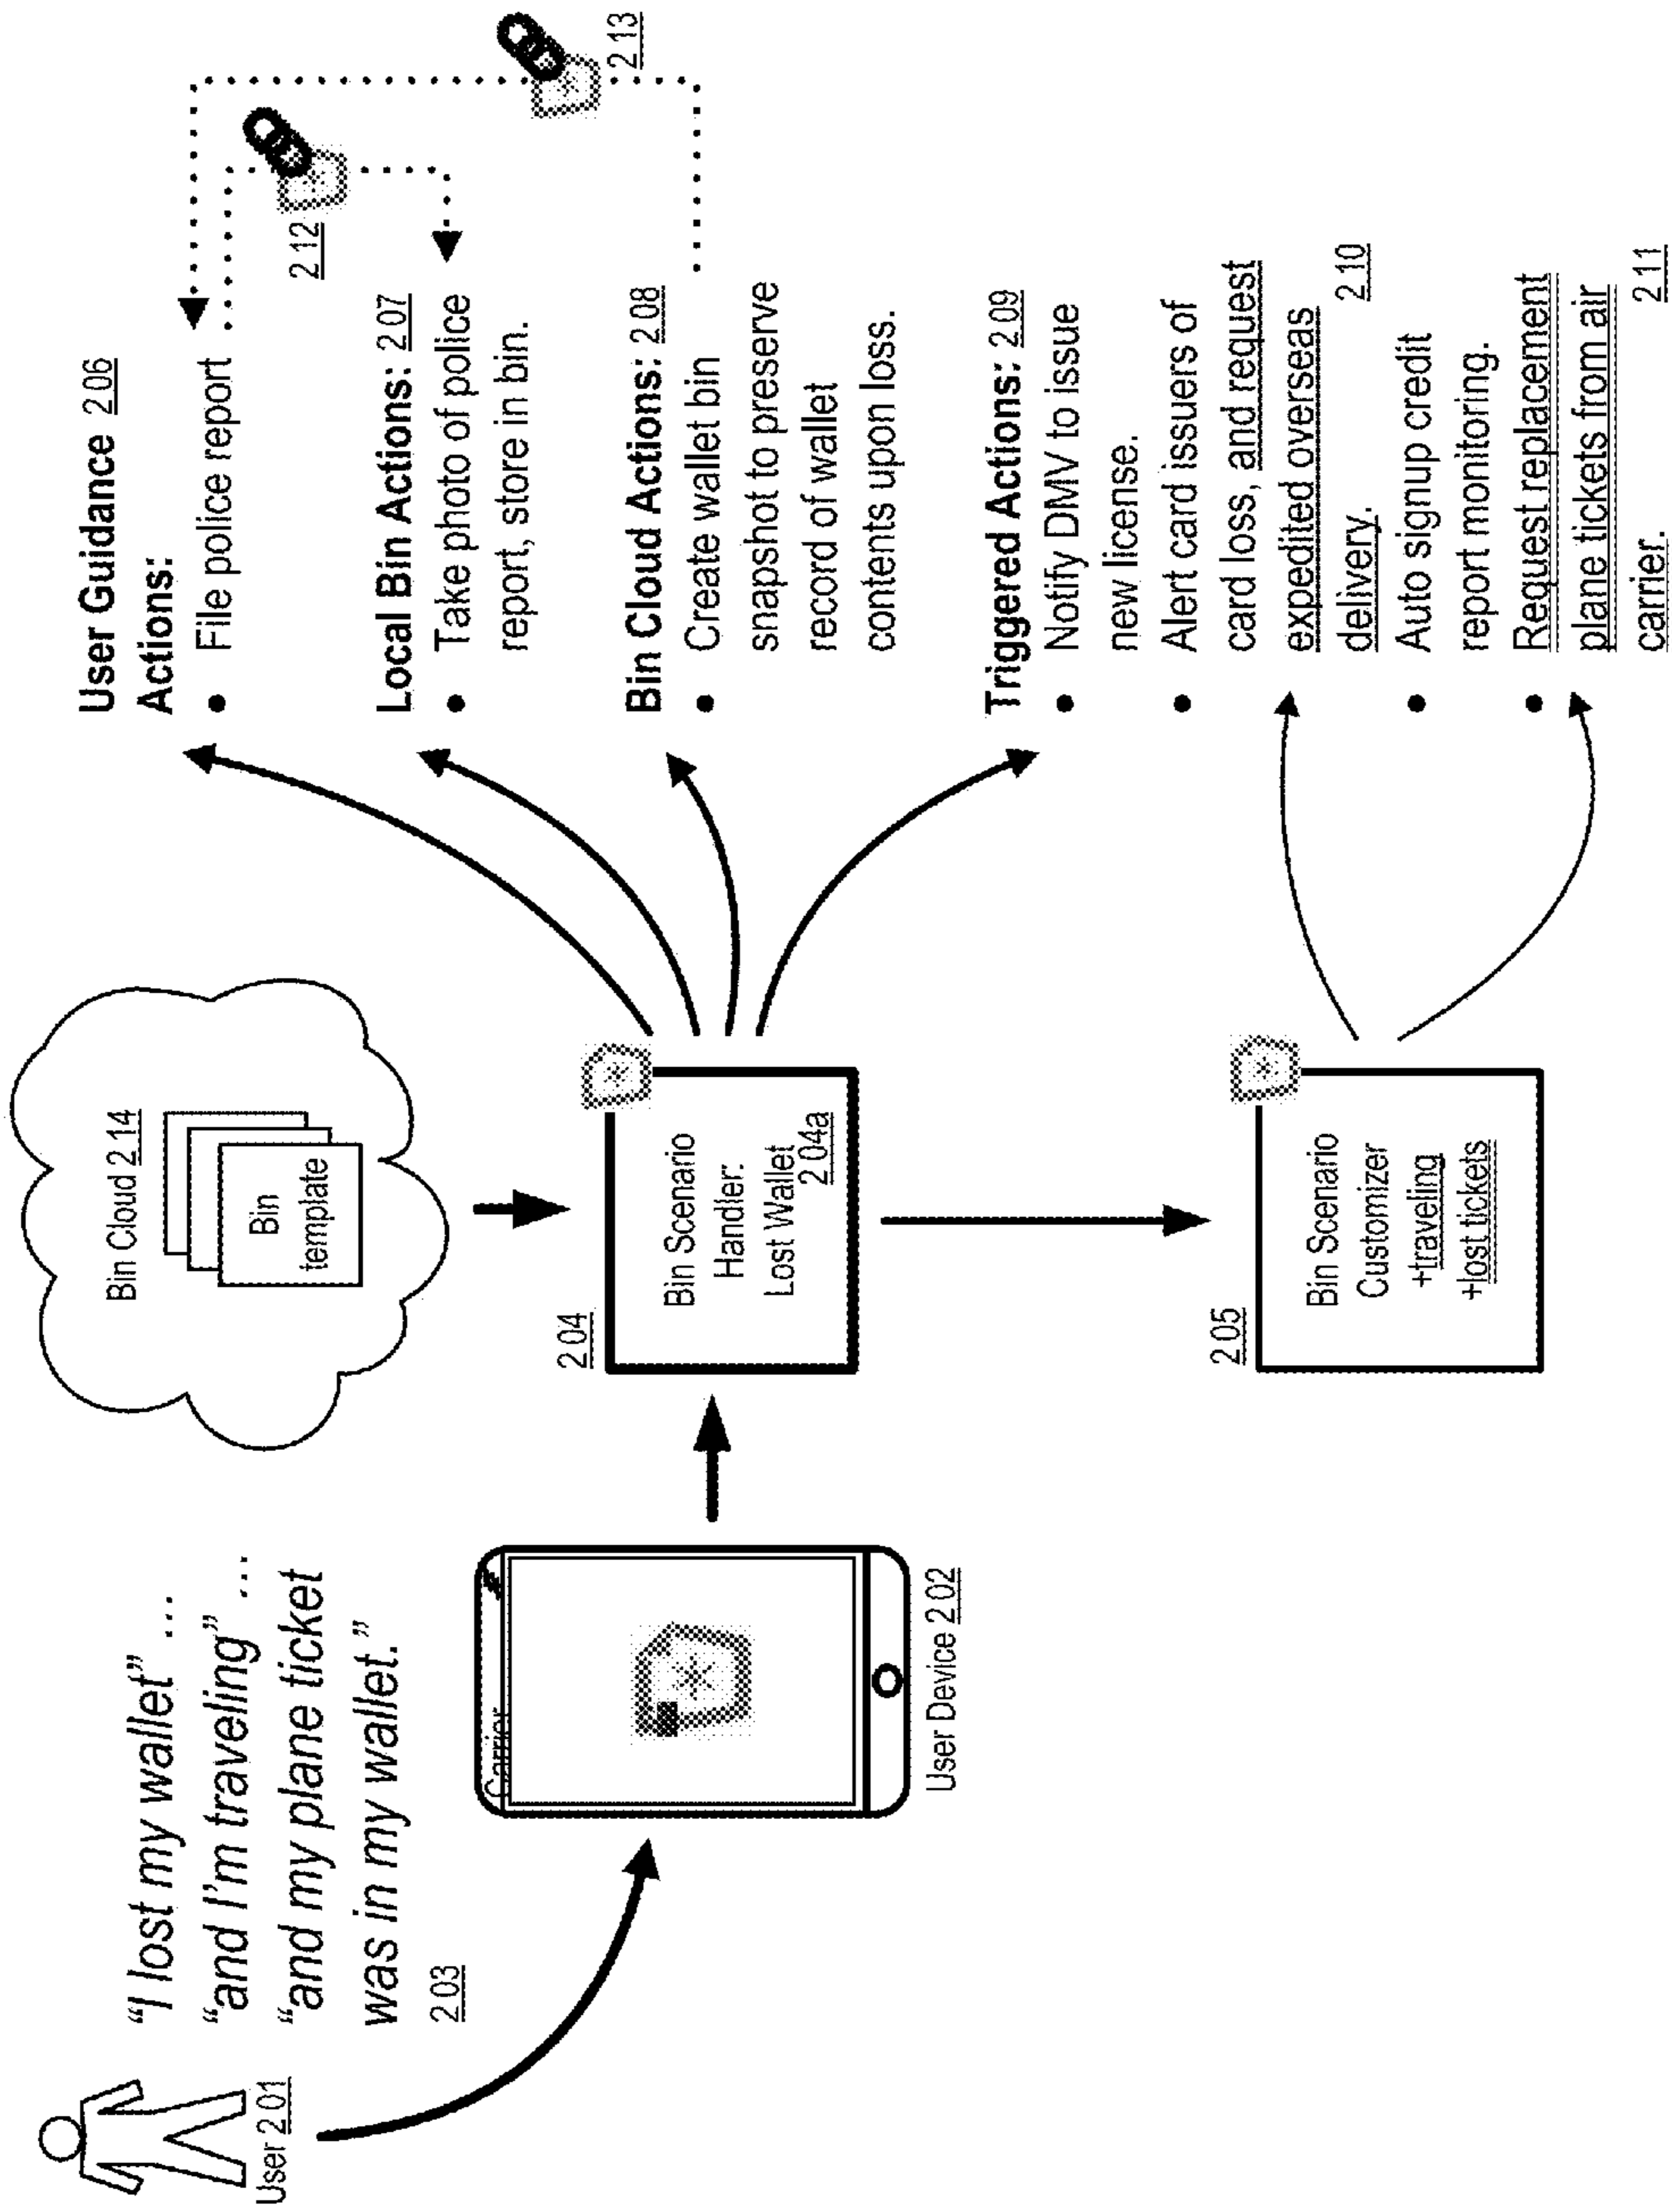 User 2.01
“I lost my wallet” ...
“and I’m traveling” ...
“and my plane ticket
was in my wallet.”
2.03
Carrier
User Device 2.02
Bin Cloud 2.14
Bin
template
2.04
Bin Scenario
Handler:
Lost Wallet
2.04a
2.05
Bin Scenario
Customizer
+traveling
+lost tickets
User Guidance 2.06
Actions:
• File police report
2.12
2.13
Local Bin Actions: 2.07
• Take photo of police
report, store in bin.
Bin Cloud Actions: 2.08
• Create wallet bin
snapshot to preserve
record of wallet
contents upon loss.
Triggered Actions: 2.09
• Notify DMV to issue
new license.
• Alert card issuers of
card loss, and request
expedited overseas
delivery. 2.10
• Auto signup credit
report monitoring.
• Request replacement
plane tickets from air
carrier. 2.11